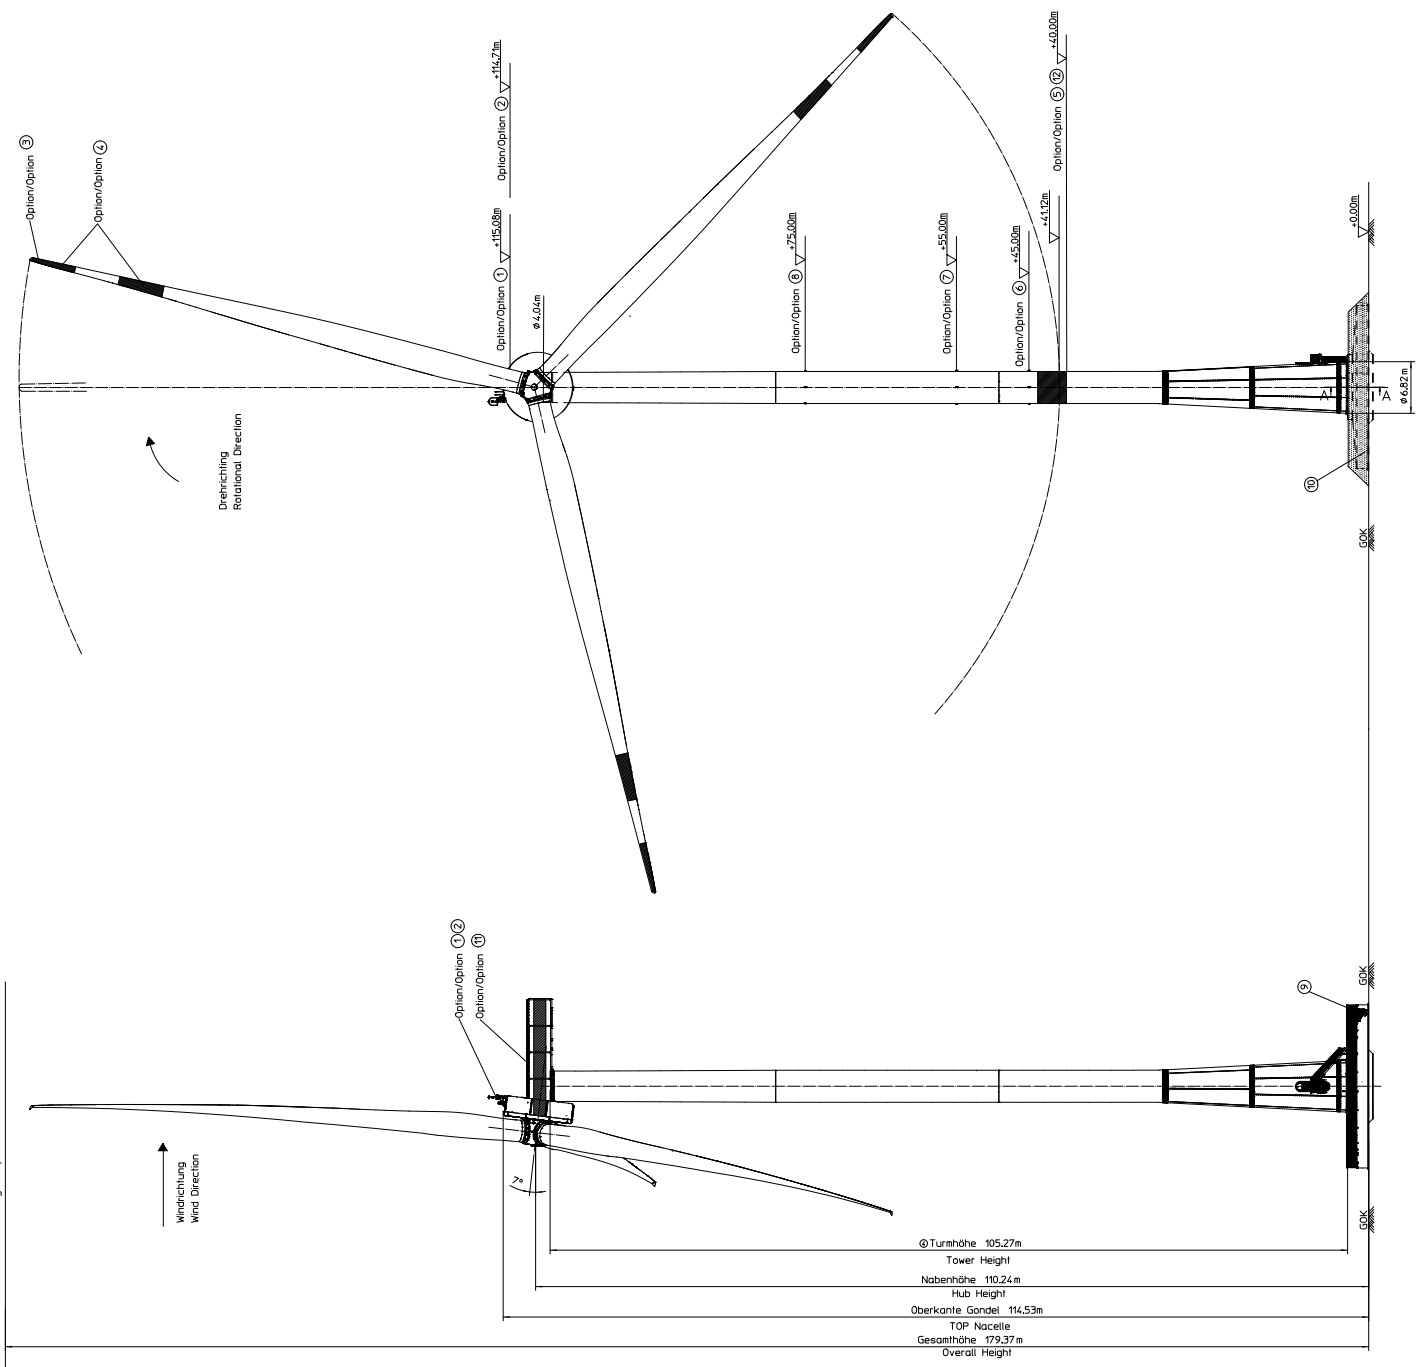 Option/Option ③
Option/Option ④
Option/Option ① +115.08m
Option/Option ② +114.71m
⌀4.04m
Option/Option ⑧ +75.00m
Option/Option ⑦ +55.00m
Option/Option ⑥ +45.00m
+41.12m
Option/Option ⑤ ⑫ +40.00m
+0.00m
Drehrichtung
Rotational Direction
A
A
⌀6.82m
⑩
GOK
Option/Option ① ②
Option/Option ⑪
GOK
⑨
Windrichtung
Wind Direction
7°
GOK
Turmhöhe 105.27m
Tower Height
Nabenhöhe 110.24m
Hub Height
Oberkante Gondel 114.53m
TOP Nacelle
Gesamthöhe 179.37m
Overall Height